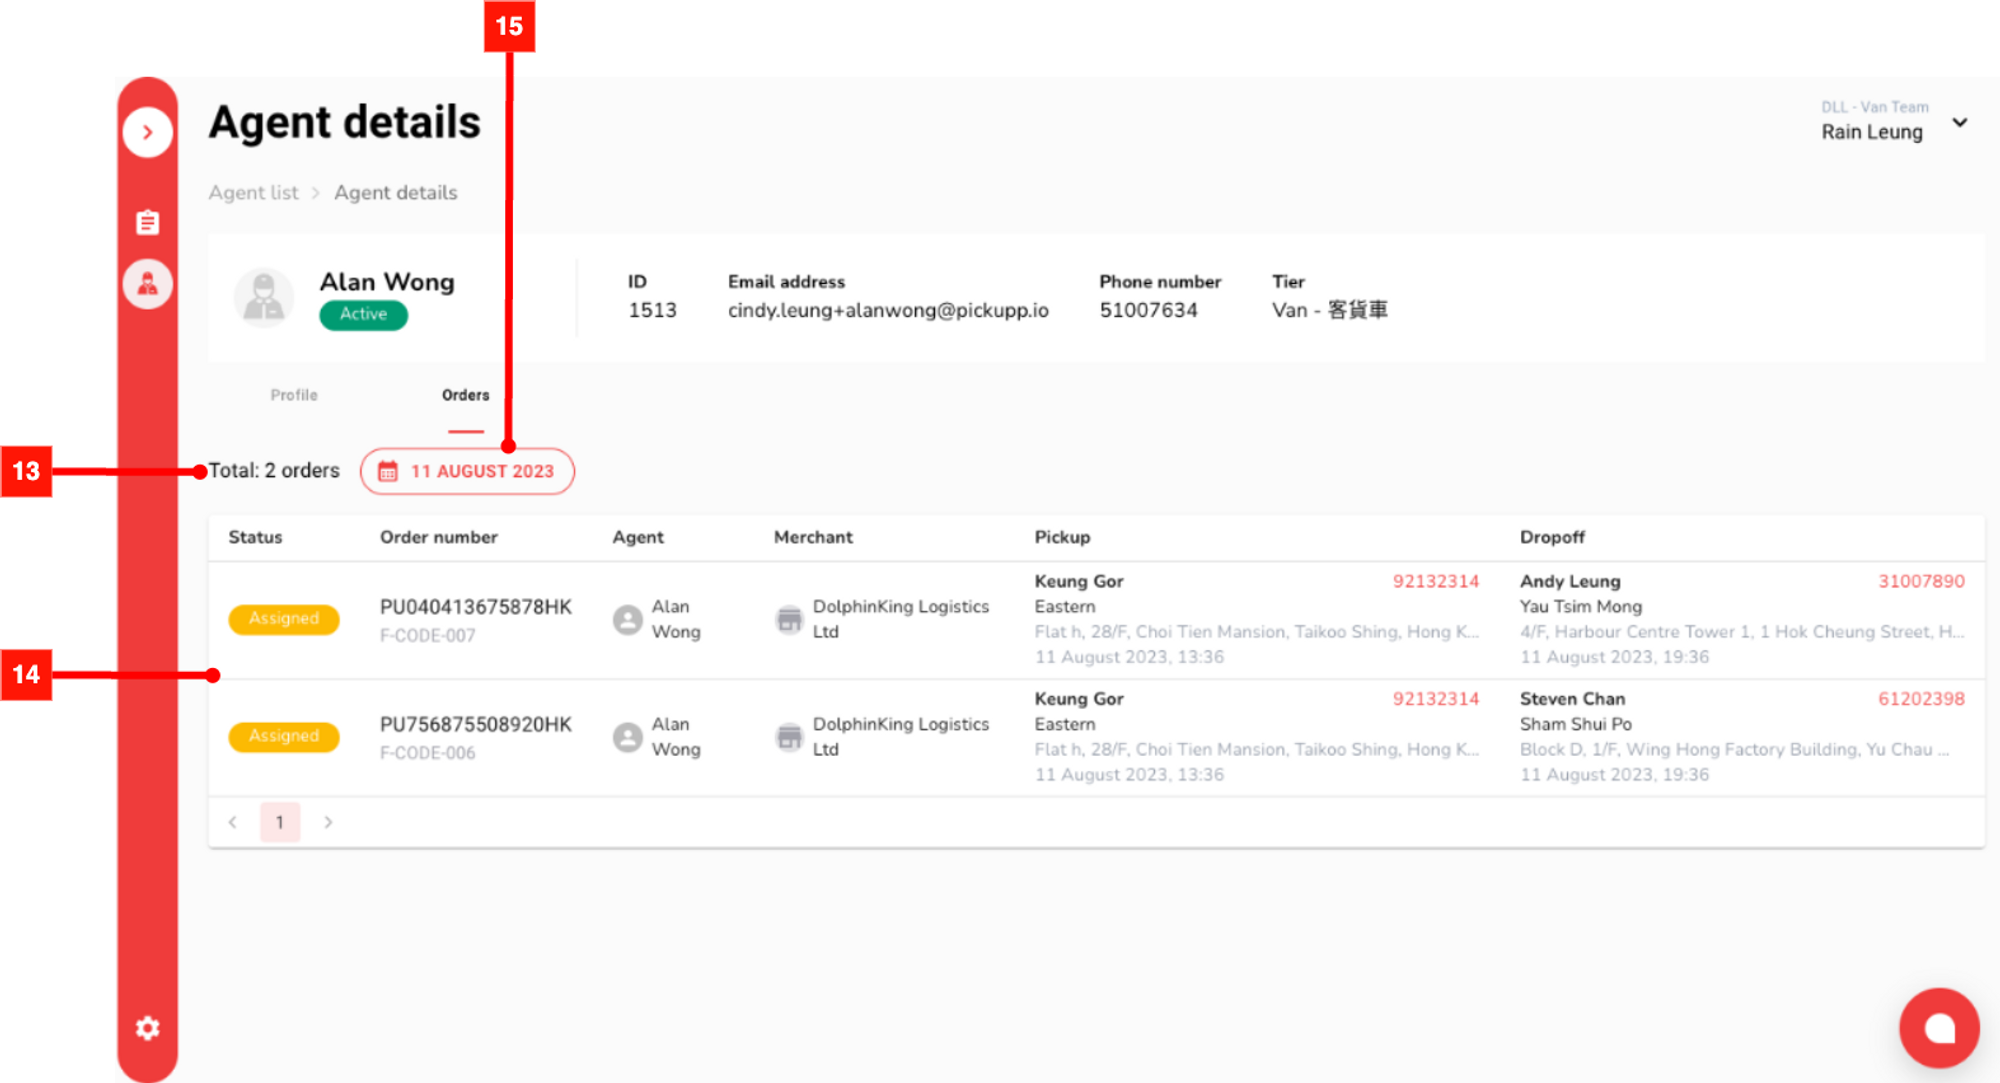 15
Agent details
DLL - Van Team
Rain Leung
Agent list > Agent details
Alan Wong
Active
ID
1513
Email address
cindy.leung+alanwong@pickupp.io
Phone number
51007634
Tier
Van - 客貨車
Profile
Orders
13
Total: 2 orders
11 AUGUST 2023
Status Order number Agent Merchant Pickup Dropoff
14
Assigned
PU040413675878HK
F-CODE-007
Alan
Wong
DolphinKing Logistics
Ltd
Keung Gor 92132314
Eastern
Flat h, 28/F, Choi Tien Mansion, Taikoo Shing, Hong K...
11 August 2023, 13:36
Andy Leung 31007890
Yau Tsim Mong
4/F, Harbour Centre Tower 1, 1 Hok Cheung Street, H...
11 August 2023, 19:36
Assigned
PU756875508920HK
F-CODE-006
Alan
Wong
DolphinKing Logistics
Ltd
Keung Gor 92132314
Eastern
Flat h, 28/F, Choi Tien Mansion, Taikoo Shing, Hong K...
11 August 2023, 13:36
Steven Chan 61202398
Sham Shui Po
Block D, 1/F, Wing Hong Factory Building, Yu Chau ...
11 August 2023, 19:36
< 1 >